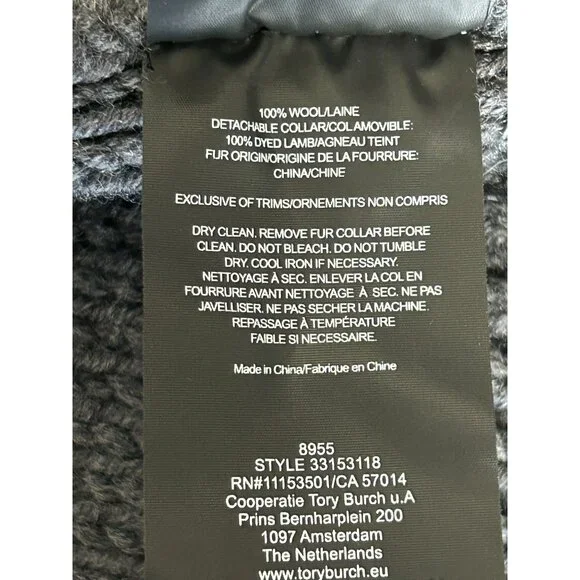 100% WOOL/LAINE
DETACHABLE COLLAR/COL AMOVIBLE:
100% DYED LAMB/AGNEAU TEINT
FUR ORIGIN/ORIGINE DE LA FOURRURE:
CHINA/CHINE
EXCLUSIVE OF TRIMS/ORNEMENTS NON COMPRIS
DRY CLEAN. REMOVE FUR COLLAR BEFORE
CLEAN. DO NOT BLEACH. DO NOT TUMBLE
DRY. COOL IRON IF NECESSARY.
NETTOYAGE À SEC. ENLEVER LA COL EN
FOURRURE AVANT NETTOYAGE À SEC. NE PAS
JAVELLISER. NE PAS SECHER LA MACHINE.
REPASSAGE À TEMPÉRATURE
FAIBLE SI NECESSAIRE.
Made in China/Fabrique en Chine
8955
STYLE 33153118
RN#11153501/CA 57014
Cooperatie Tory Burch u.A
Prins Bernharplein 200
1097 Amsterdam
The Netherlands
www.toryburch.eu